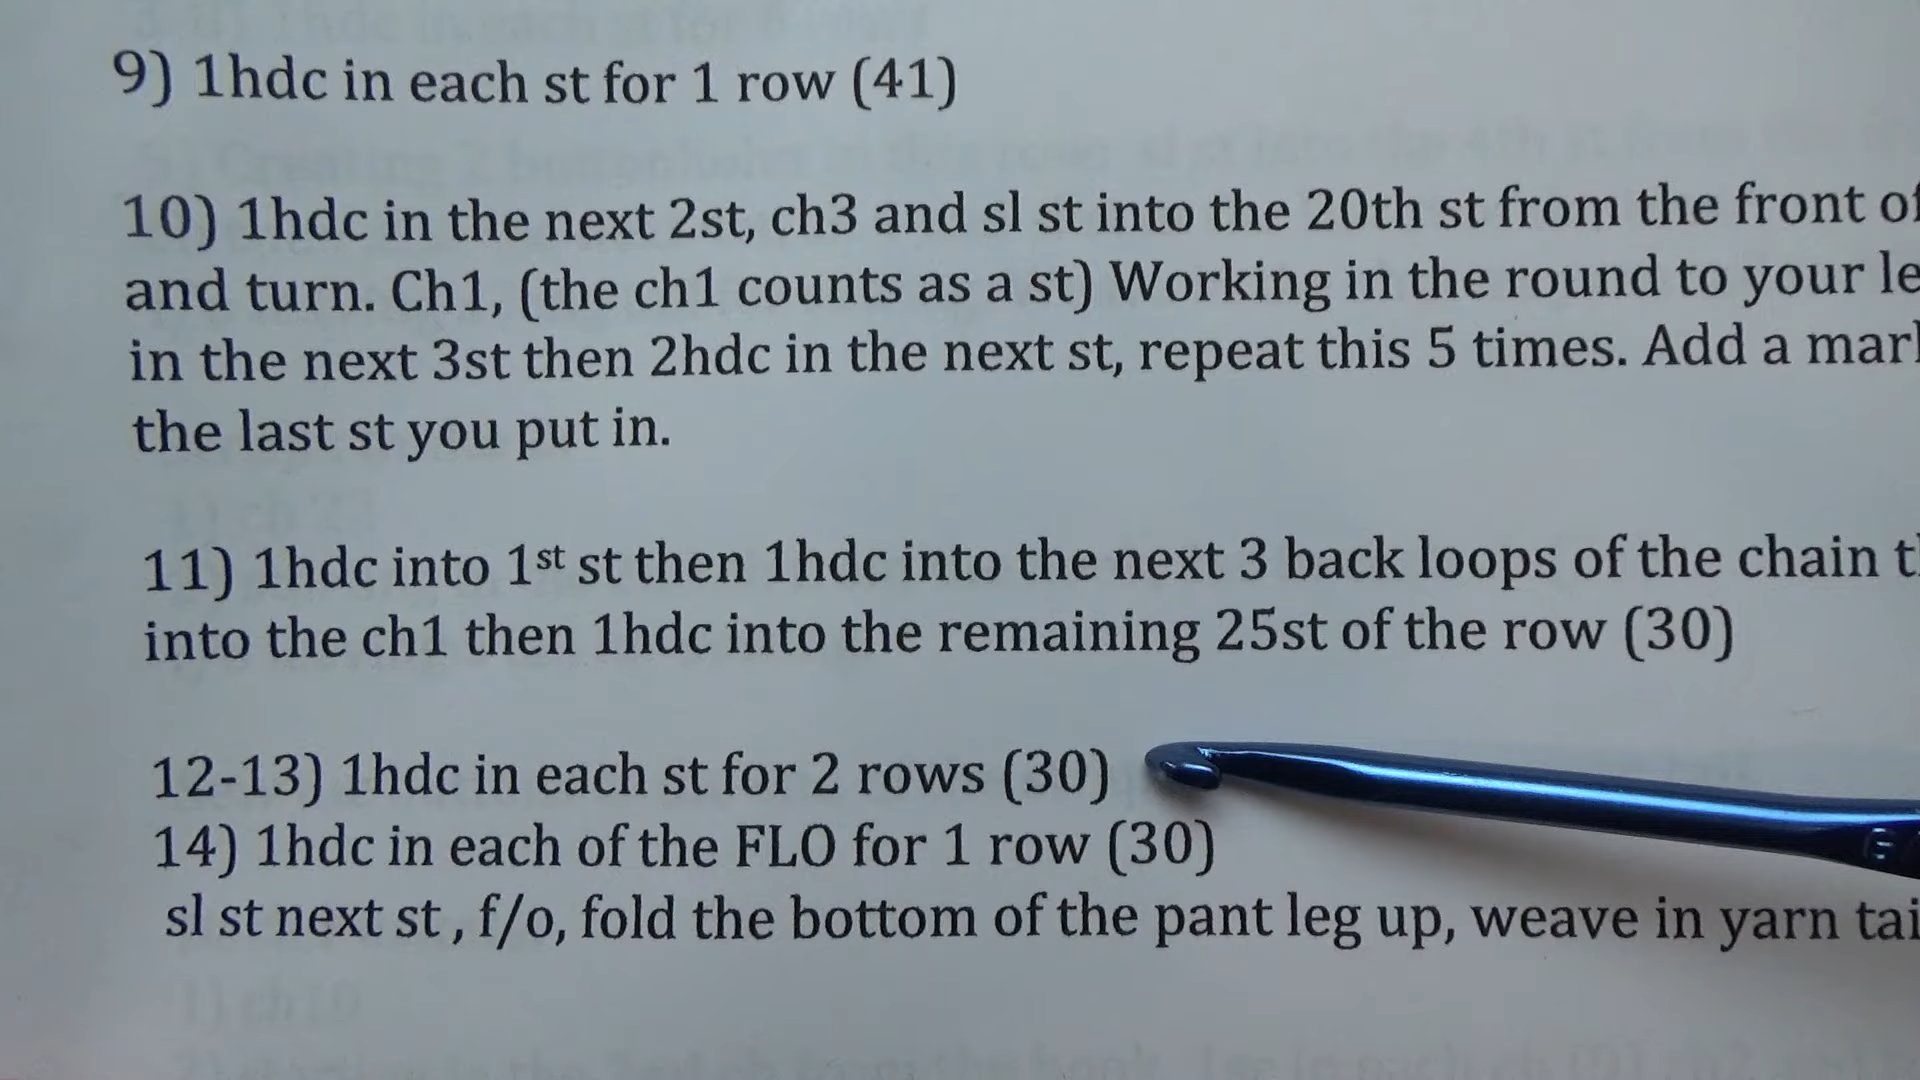 9) 1hdc in each st for 1 row (41)
10) 1hdc in the next 2st, ch3 and sl st into the 20th st from the front of
and turn. Ch1, (the ch1 counts as a st) Working in the round to your
in the next 3st then 2hdc in the next st, repeat this 5 times. Add a
the last st you put in.
11) 1hdc into 1st st then 1hdc into the next 3 back loops of the chain
into the ch1 then 1hdc into the remaining 25st of the row (30)
12-13) 1hdc in each st for 2 rows (30)
14) 1hdc in each of the FLO for 1 row (30)
sl st next st, f/o, fold the bottom of the pant leg up, weave in yarn